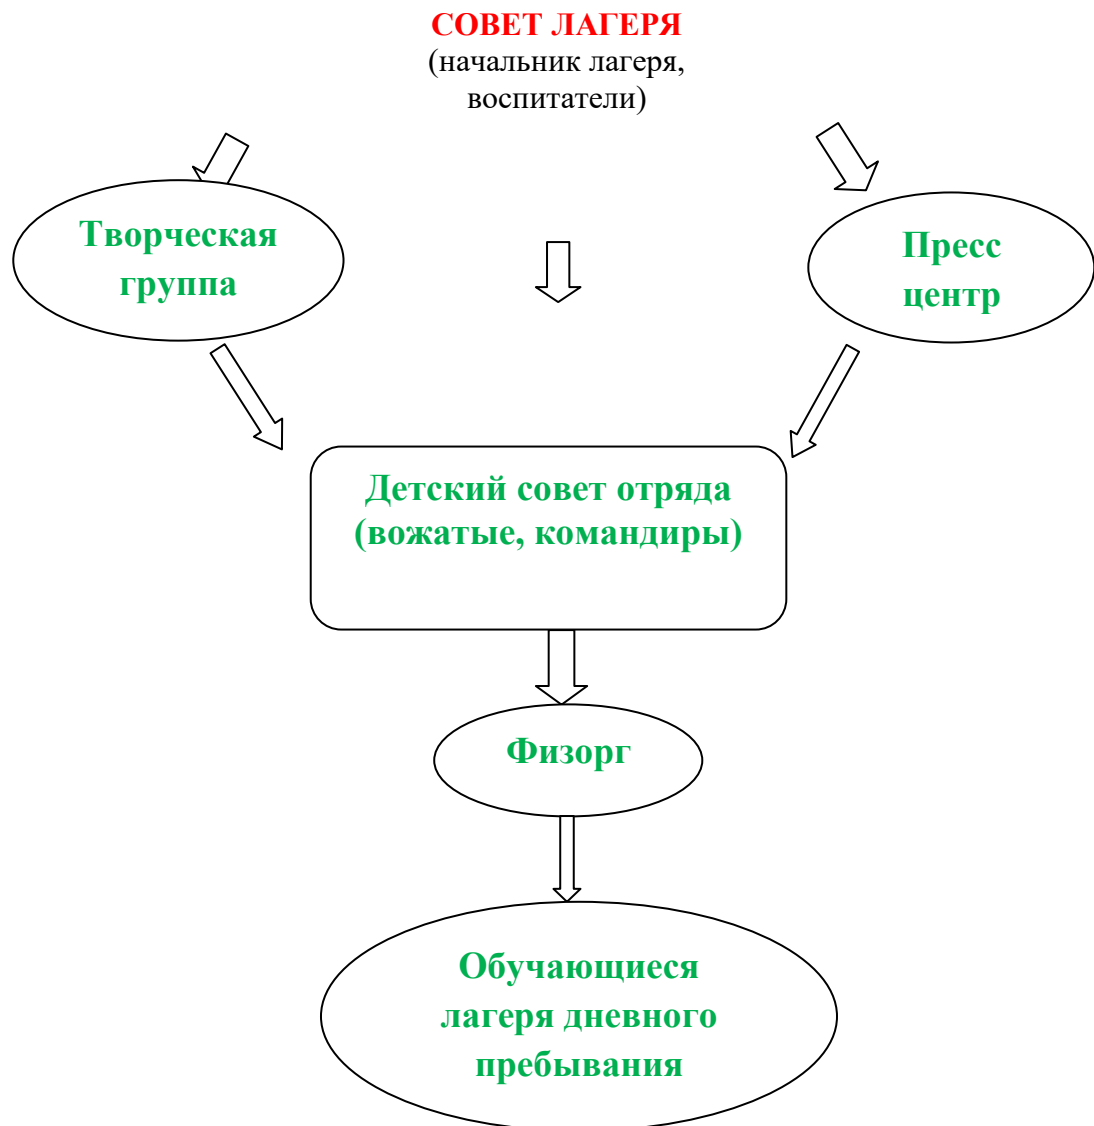 СОВЕТ ЛАГЕРЯ
(начальник лагеря,
воспитатели)
Творческая
группа
Пресс
центр
Детский совет отряда
(вожатые, командиры)
Физорг
Обучающиеся
лагеря дневного
пребывания